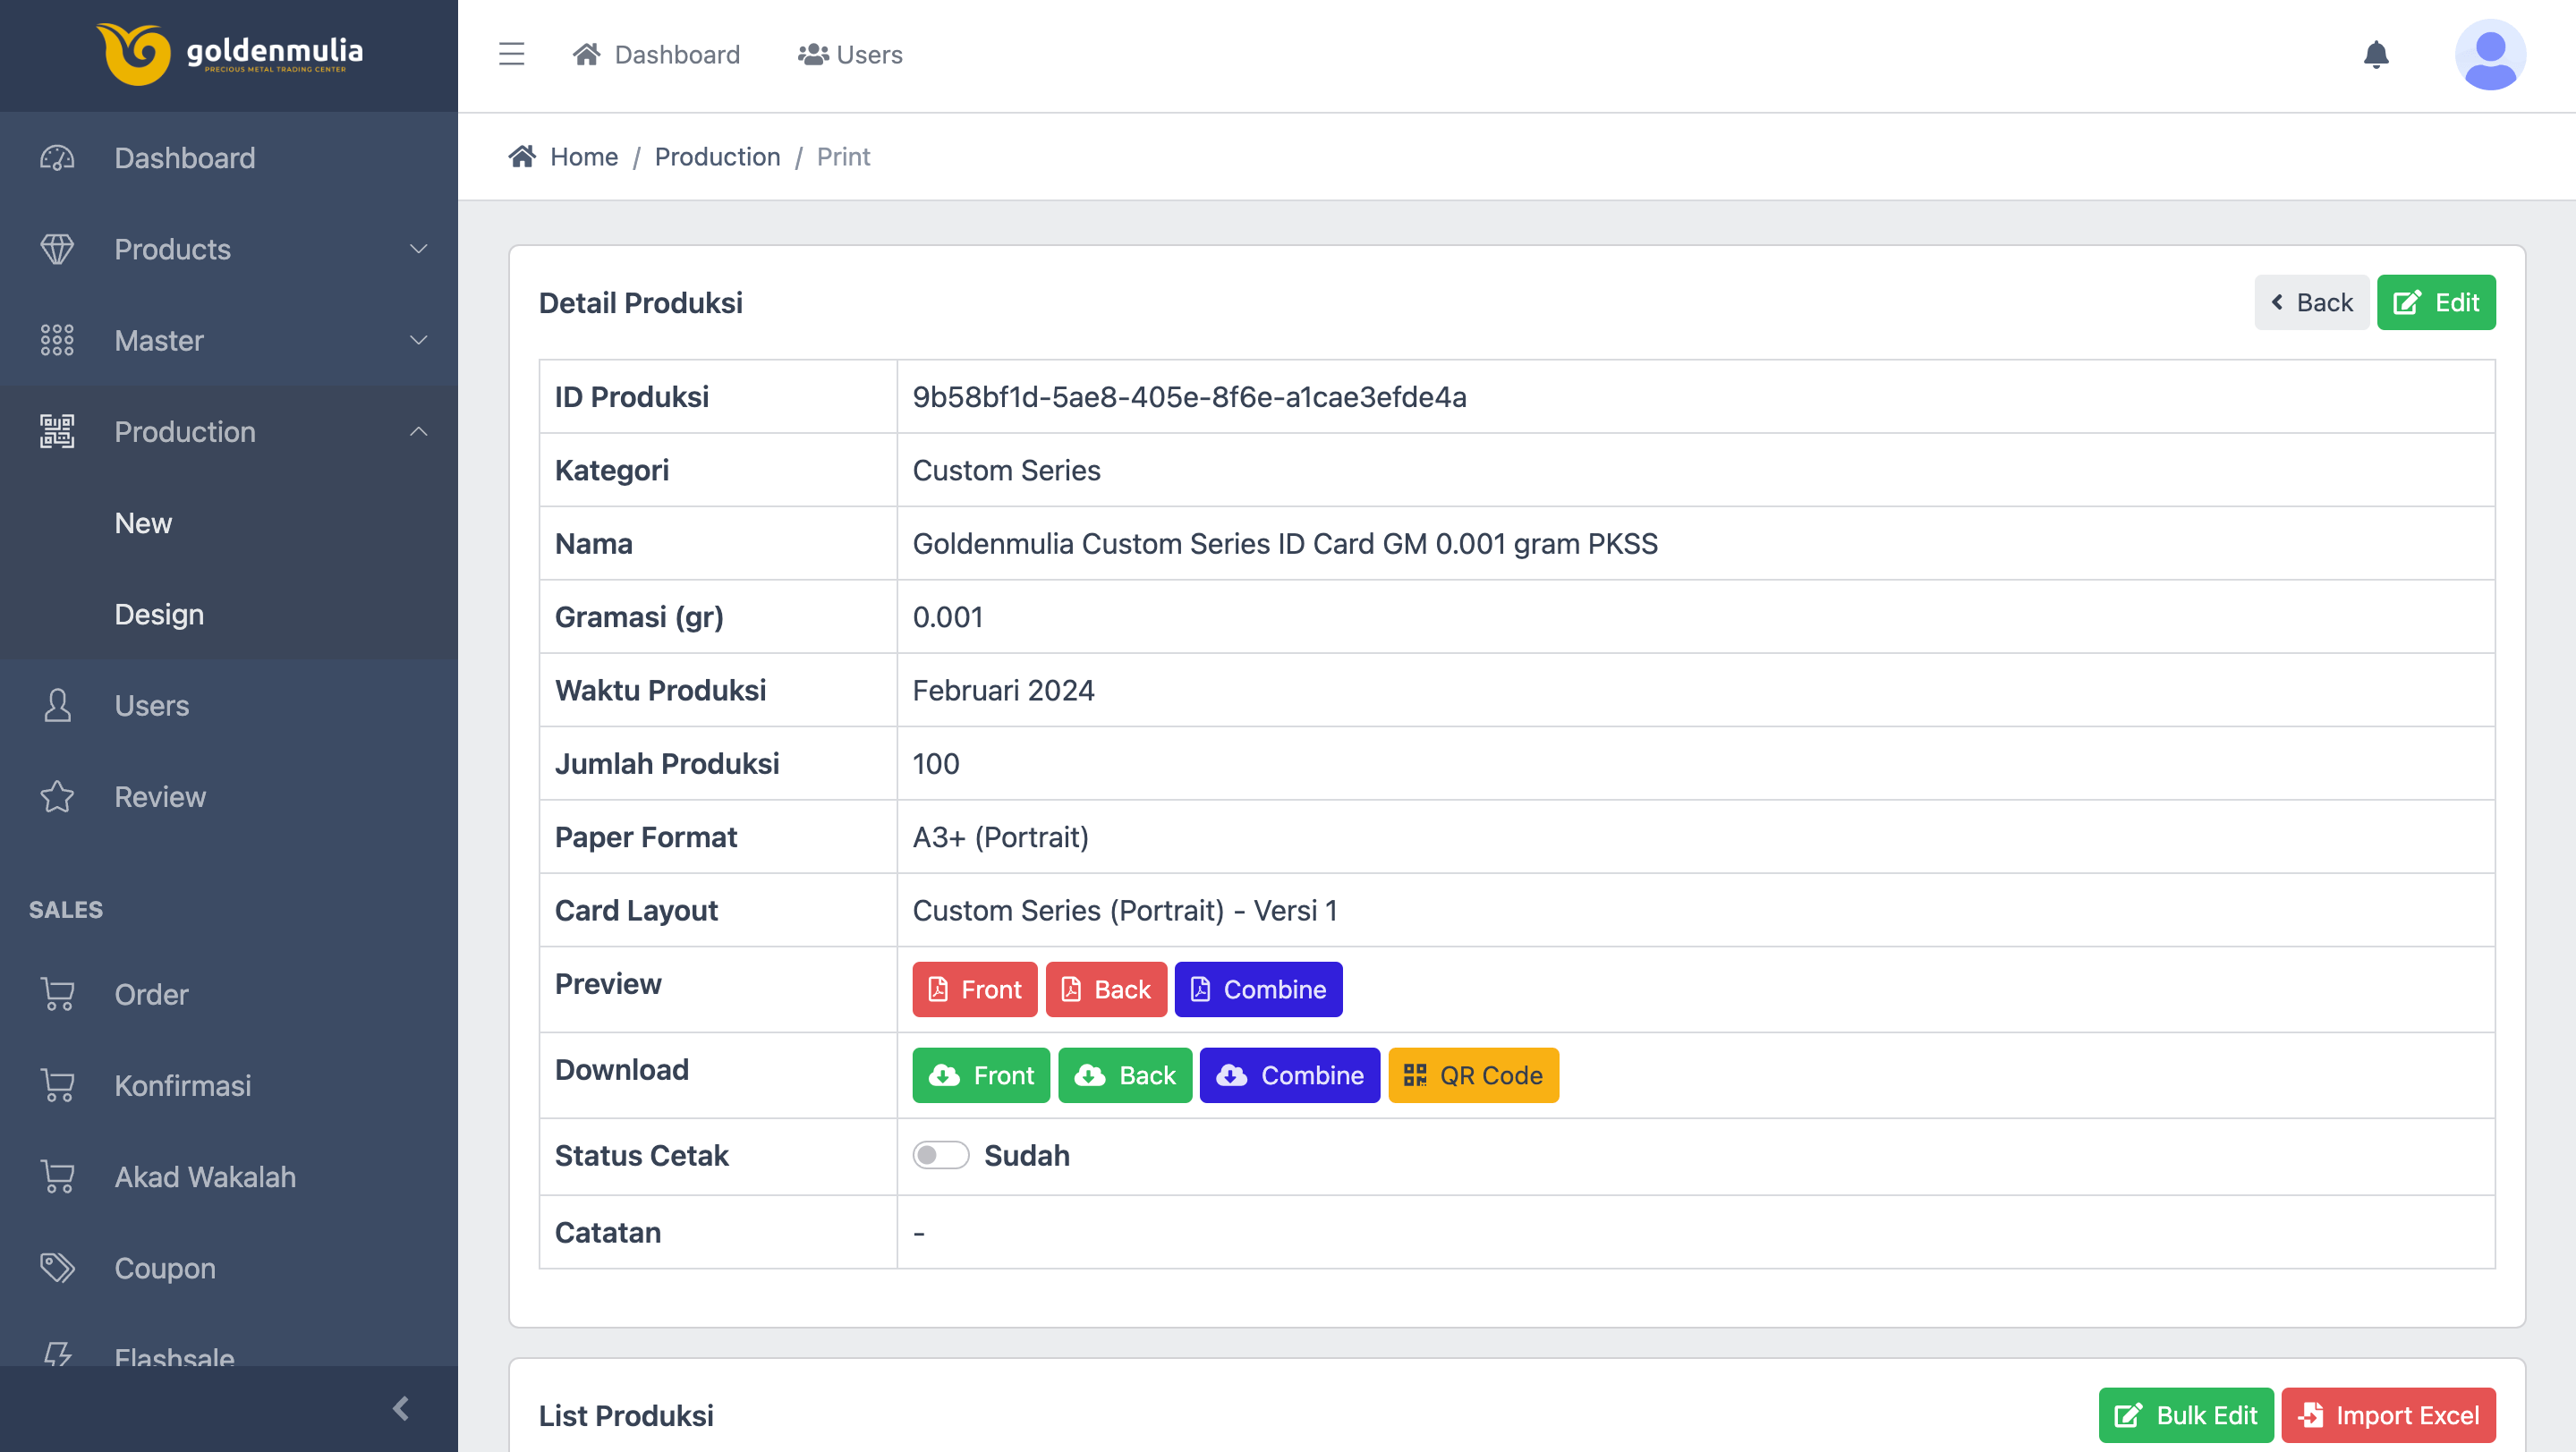 goldenmulia
PRECIOUS METAL TRADING CENTER
Dashboard
Users
Home / Production / Print
Dashboard
Products
Master
Production
New
Design
Users
Review
SALES
Order
Konfirmasi
Akad Wakalah
Coupon
Flashsale
Detail Produksi
Back
Edit
ID Produksi 9b58bf1d-5ae8-405e-8f6e-a1cae3efde4a
Kategori Custom Series
Nama Goldenmulia Custom Series ID Card GM 0.001 gram PKSS
Gramasi (gr) 0.001
Waktu Produksi Februari 2024
Jumlah Produksi 100
Paper Format A3+ (Portrait)
Card Layout Custom Series (Portrait) - Versi 1
Preview Front Back Combine
Download Front Back Combine QR Code
Status Cetak Sudah
Catatan -
List Produksi
Bulk Edit
Import Excel